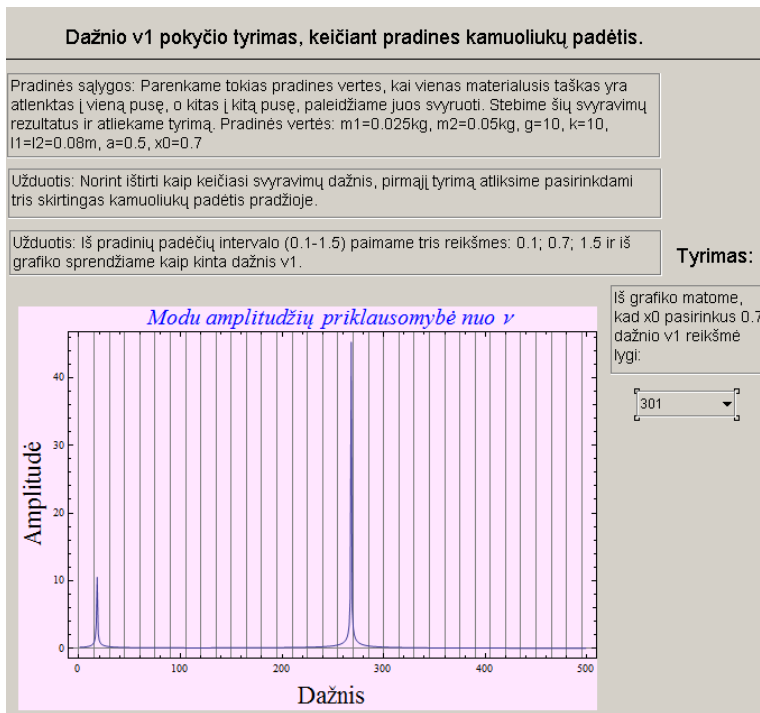 Dažnio v1 pokyčio tyrimas, keičiant pradines kamuoliukų padėtis.
Pradinės sąlygos: Parenkame tokias pradines vertes, kai vienas materialusis taškas yra
atlenktas į vieną pusę, o kitas į kitą pusę, paleidžiame juos svyruoti. Stebime šių svyravimų
rezultatus ir atliekame tyrimą. Pradinės vertės: m1=0.025kg, m2=0.05kg, g=10, k=10,
l1=l2=0.08m, a=0.5, x0=0.7
Užduotis: Norint ištirti kaip keičiasi svyravimų dažnis, pirmąjį tyrimą atliksime pasirinkdami
tris skirtingas kamuoliukų padėtis pradžioje.
Užduotis: Iš pradinių padėčių intervalo (0.1-1.5) paimame tris reikšmes: 0.1; 0.7; 1.5 ir iš
grafiko sprendžiame kaip kinta dažnis v1.
Tyrimas:
Iš grafiko matome,
kad x0 pasirinkus 0.7
dažnio v1 reikšmė
lygi:
301
Modu amplitudžių priklausomybė nuo ν
Amplitudė
40
30
20
10
0
0 100 200 300 400 500
Dažnis